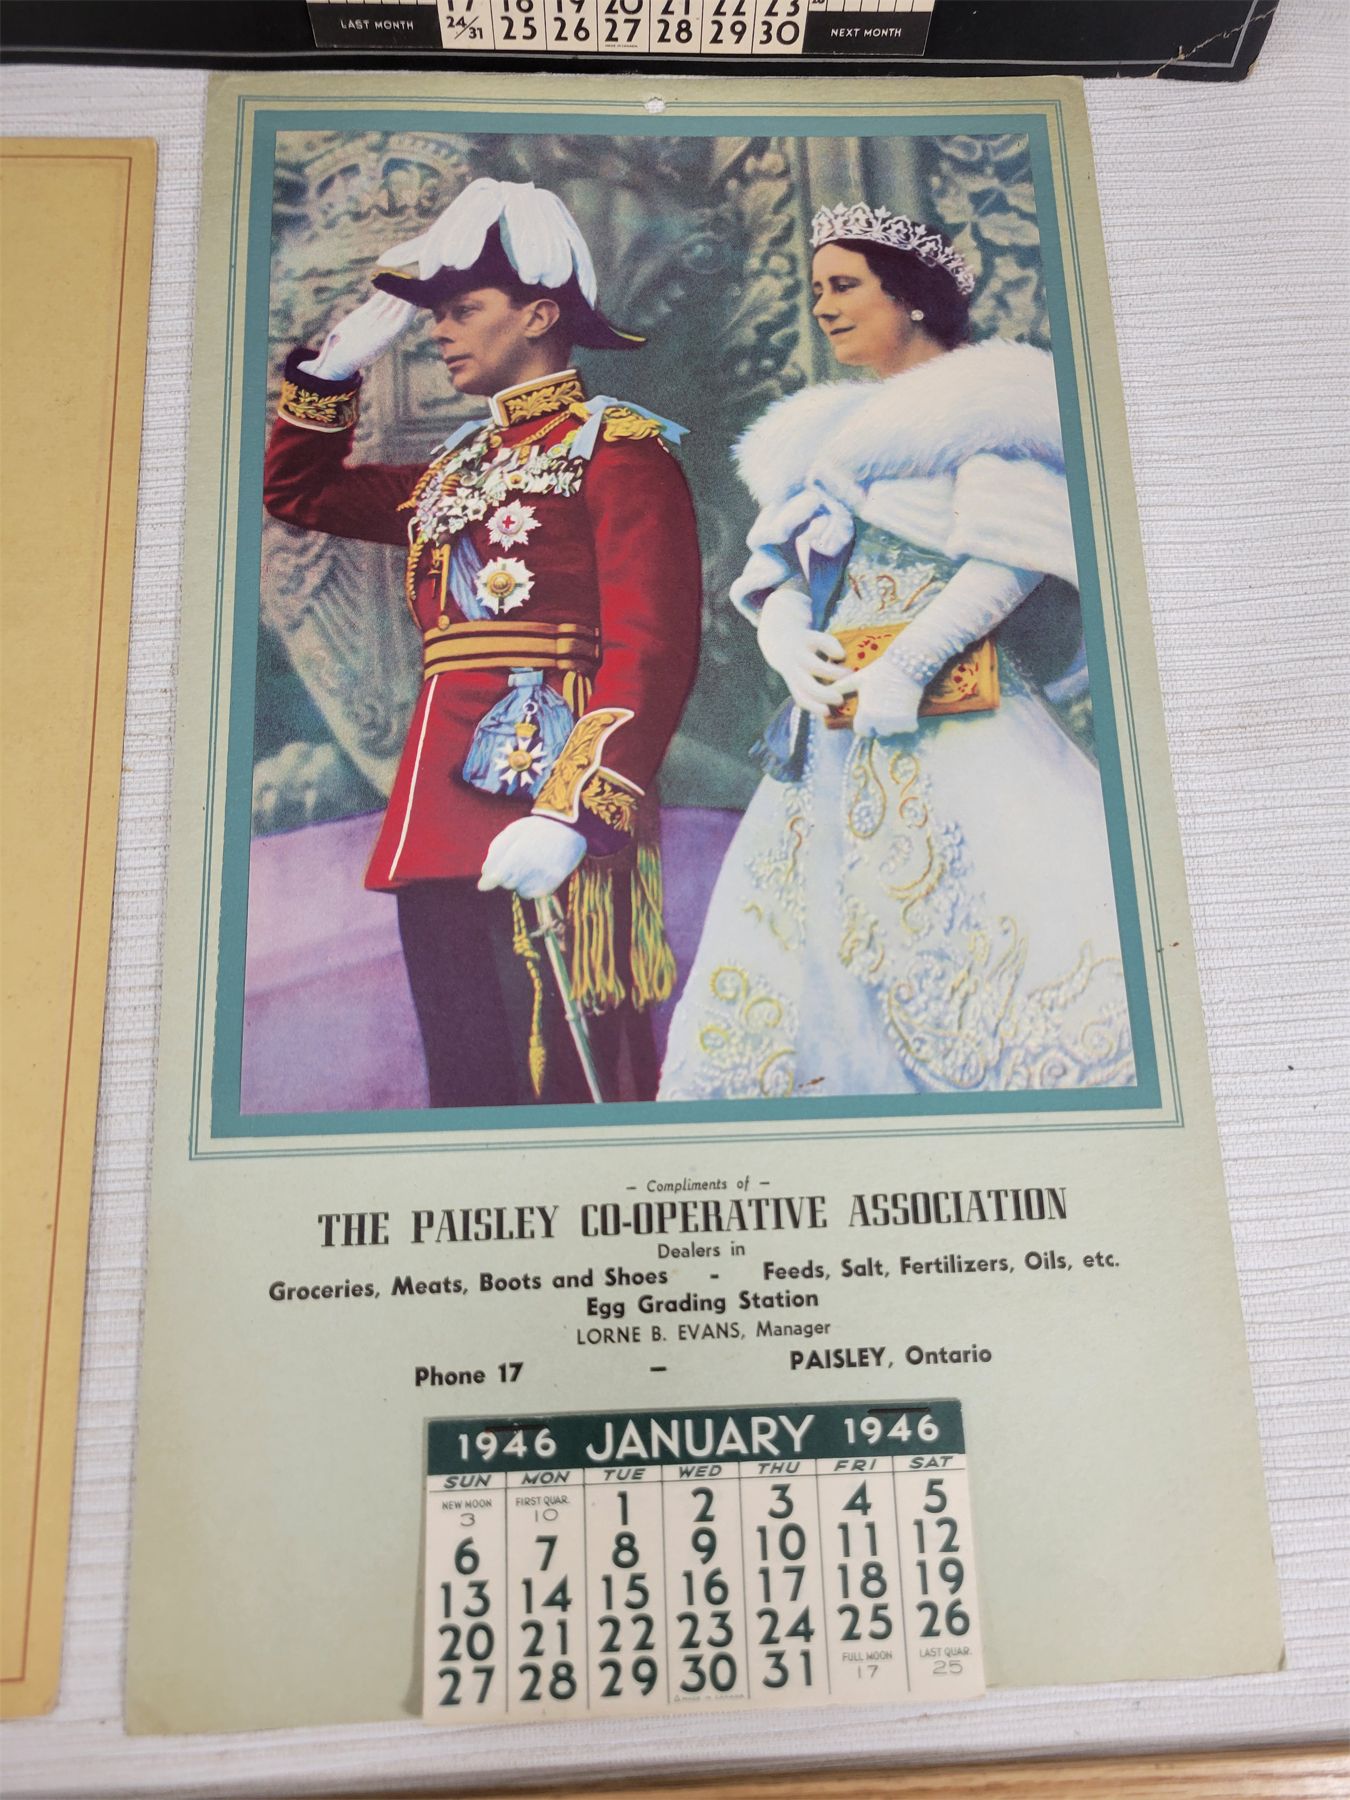 LAST MONTH
17 18 19 20 21 22 23
24/31 25 26 27 28 29 30
NEXT MONTH
– Compliments of –
THE PAISLEY CO-OPERATIVE ASSOCIATION
Dealers in
Groceries, Meats, Boots and Shoes - Feeds, Salt, Fertilizers, Oils, etc.
Egg Grading Station
LORNE B. EVANS, Manager
Phone 17 – PAISLEY, Ontario
1946 JANUARY 1946
SUN MON TUE WED THU FRI SAT
NEW MOON 3 FIRST QUAR. 10 1 2 3 4 5
6 7 8 9 10 11 12
13 14 15 16 17 18 19
20 21 22 23 24 25 26
27 28 29 30 31 FULL MOON 17 LAST QUAR. 25
MADE IN CANADA